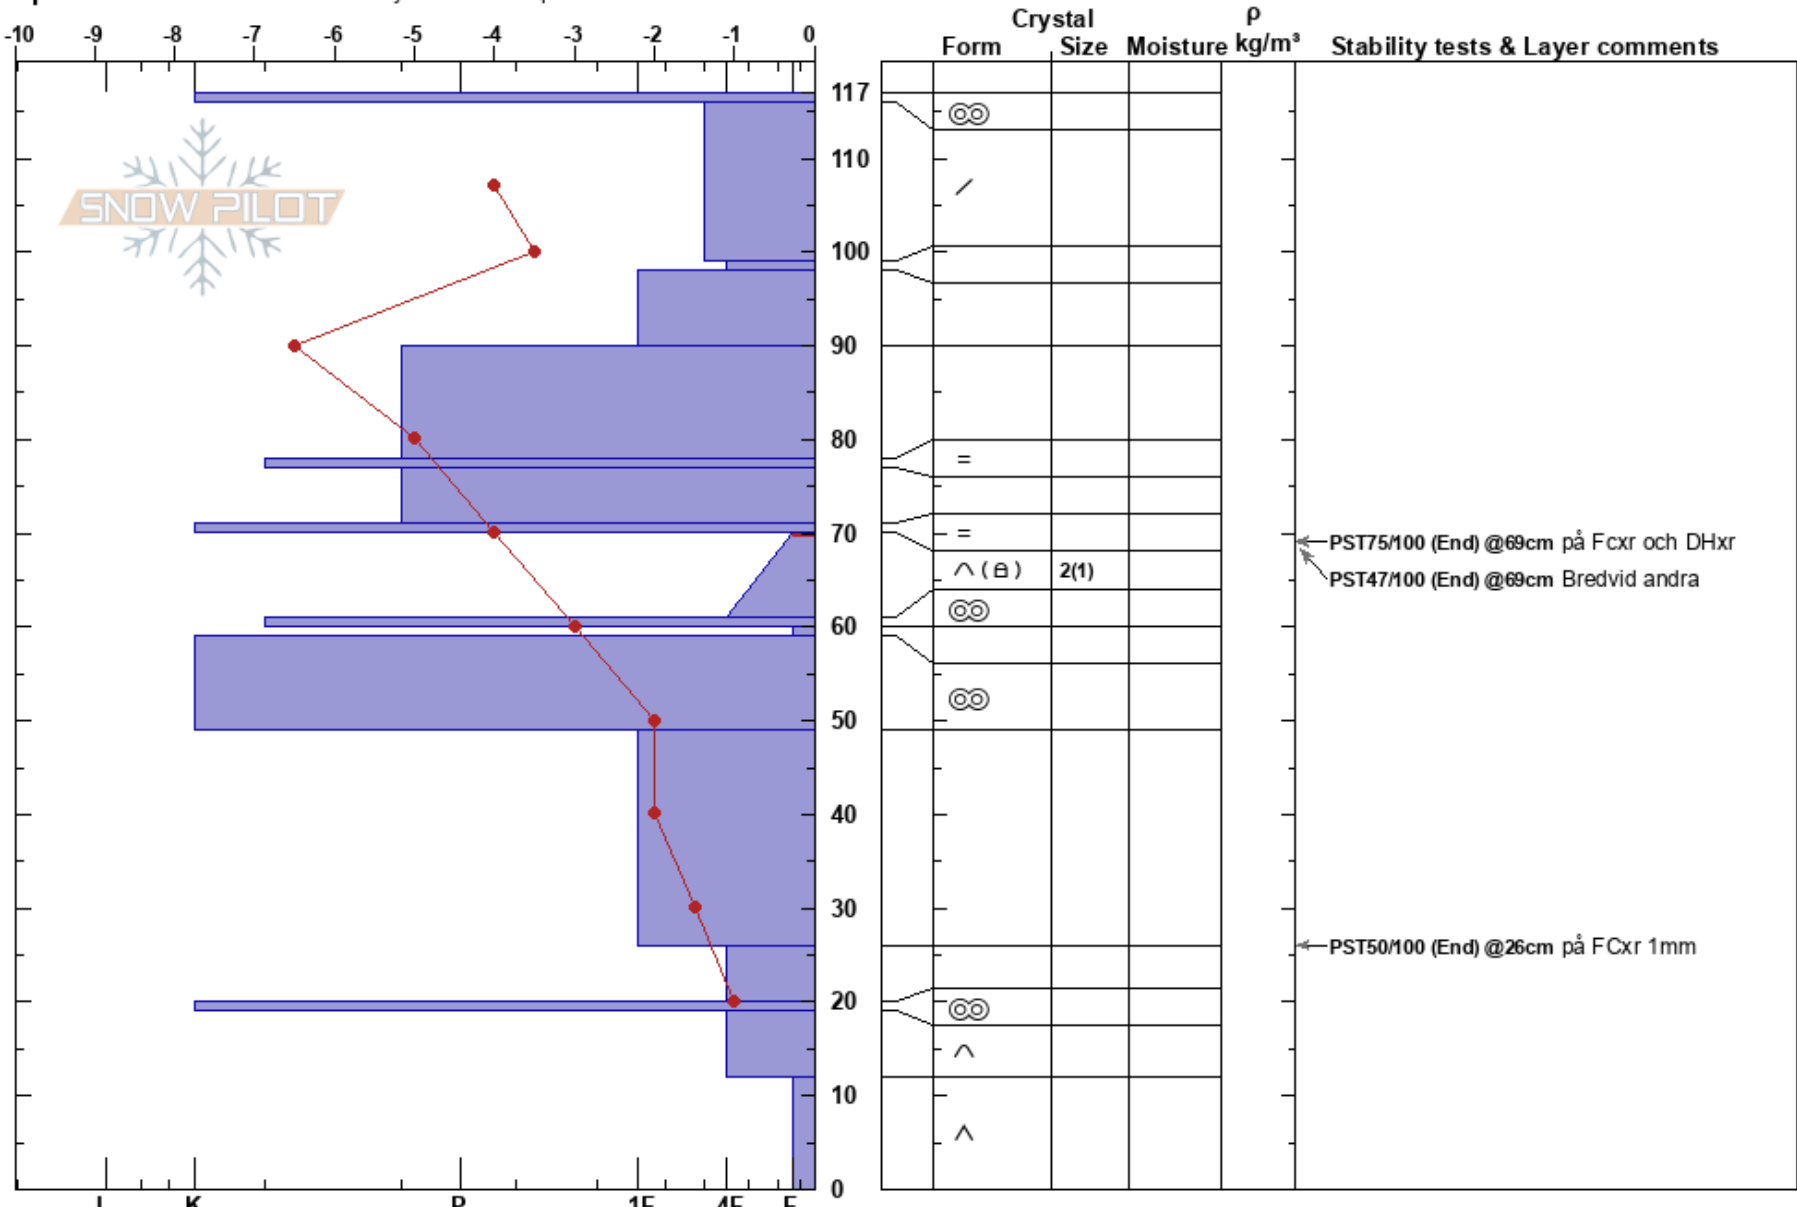 Crystal ρ
-10 -9 -8 -7 -6 -5 -4 -3 -2 -1 0
Form Size Moisture kg/m³ Stability tests & Layer comments
117
SNOW PILOT
110
100
90
80
=
70
=
PST75/100 (End) @69cm på Fcxr och DHxr
2(1)
PST47/100 (End) @69cm Bredvid andra
60
50
40
30
PST50/100 (End) @26cm på FCxr 1mm
20
10
0
I K P 1F 4F F